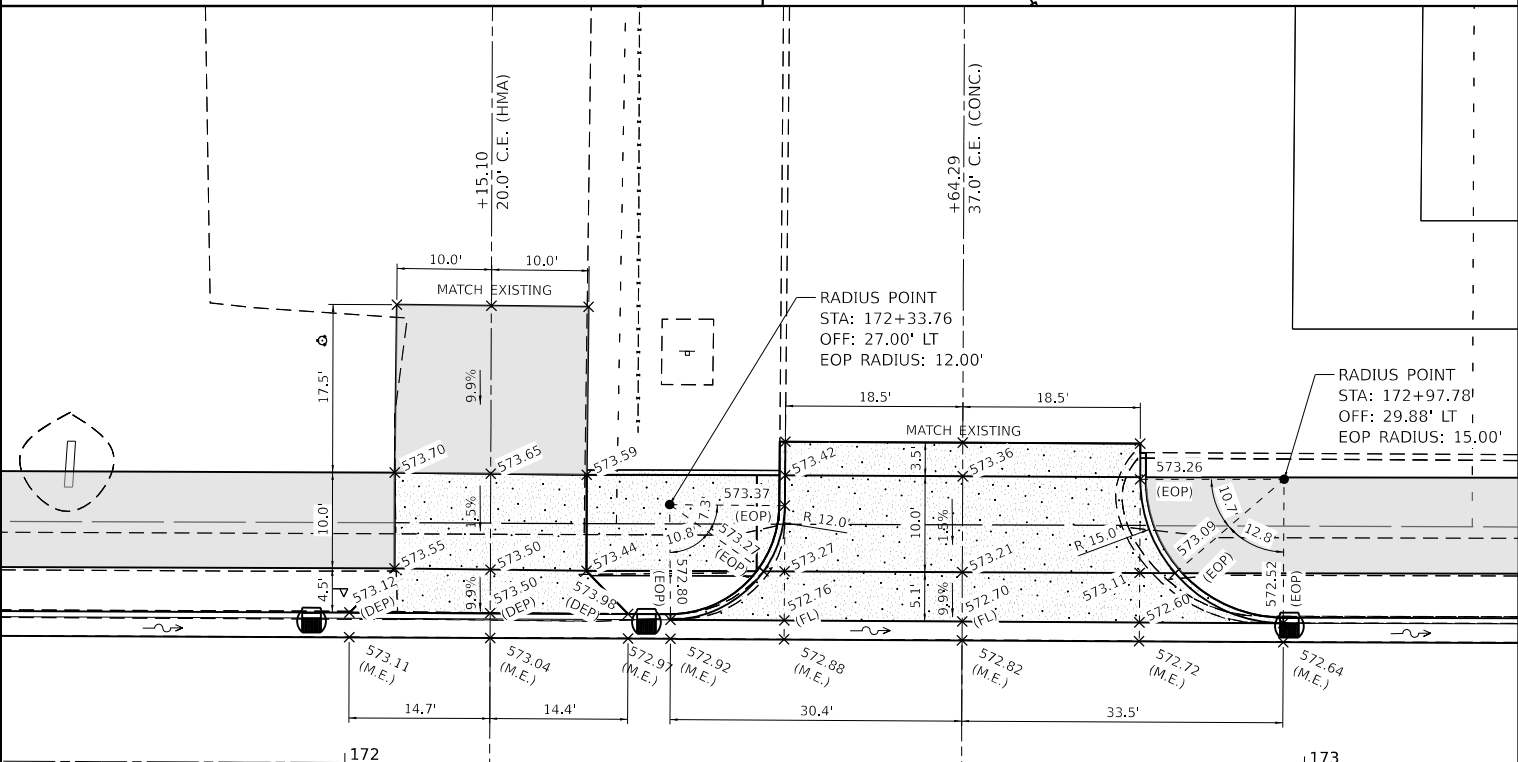 +15.10
20.0' C.E. (HMA)
+64.29
37.0' C.E. (CONC.)
10.0'
10.0'
MATCH EXISTING
RADIUS POINT
STA: 172+33.76
OFF: 27.00' LT
EOP RADIUS: 12.00'
RADIUS POINT
STA: 172+97.78'
OFF: 29.88' LT
EOP RADIUS: 15.00'
17.5'
9.9%
P
18.5'
18.5'
MATCH EXISTING
573.70
573.65
573.59
573.42
3.5'
573.36
573.26
(EOP)
10.0'
1.5%
7.3'
10.8'
573.37
(EOP)
573.27
(EOP)
R 12.0'
10.0'
1.8%
R 15.00'
573.09
(EOP)
10.7'
12.8'
573.55
573.50
573.44
573.27
573.21
573.11
4.5'
573.12
(DEP)
9.9%
573.50
(DEP)
573.98
(DEP)
572.80
(EOP)
572.76
(FL)
5.1'
9.9%
572.70
(FL)
572.60
572.52
(EOP)
573.11
(M.E.)
573.04
(M.E.)
572.97
(M.E.)
572.92
(M.E.)
572.88
(M.E.)
572.82
(M.E.)
572.72
(M.E.)
572.64
(M.E.)
14.7'
14.4'
30.4'
33.5'
172
173